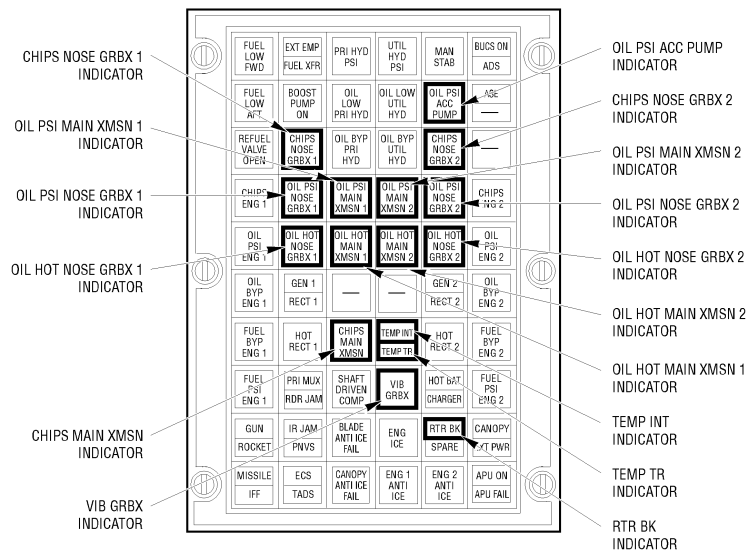 CHIPS NOSE GRBX 1
INDICATOR
OIL PSI MAIN XMSN 1
INDICATOR
OIL PSI NOSE GRBX 1
INDICATOR
OIL HOT NOSE GRBX 1
INDICATOR
CHIPS MAIN XMSN
INDICATOR
VIB GRBX
INDICATOR
FUEL
LOW
FWD
EXT EMP
FUEL XFR
PRI HYD
PSI
UTIL
HYD
PSI
MAN
STAB
BUCS ON
ADS
FUEL
LOW
AFT
BOOST
PUMP
ON
OIL
LOW
PRI HYD
OIL LOW
UTIL
HYD
OIL PSI
ACC
PUMP
ASE
—
REFUEL
VALVE
OPEN
CHIPS
NOSE
GRBX 1
OIL BYP
PRI
HYD
OIL BYP
UTIL
HYD
CHIPS
NOSE
GRBX 2
—
CHIPS
ENG 1
OIL PSI
NOSE
GRBX 1
OIL PSI
MAIN
XMSN 1
OIL PSI
MAIN
XMSN 2
OIL PSI
NOSE
GRBX 2
CHIPS
ENG 2
OIL
PSI
ENG 1
OIL HOT
NOSE
GRBX 1
OIL HOT
MAIN
XMSN 1
OIL HOT
MAIN
XMSN 2
OIL HOT
NOSE
GRBX 2
OIL
PSI
ENG 2
OIL
BYP
ENG 1
GEN 1
RECT 1
—
—
GEN 2
RECT 2
OIL
BYP
ENG 2
FUEL
BYP
ENG 1
HOT
RECT 1
CHIPS
MAIN
XMSN
TEMP INT
TEMP TR
HOT
RECT 2
FUEL
BYP
ENG 2
FUEL
PSI
ENG 1
PRI MUX
RDR JAM
SHAFT
DRIVEN
COMP
VIB
GRBX
HOT BAT
CHARGER
FUEL
PSI
ENG 2
GUN
ROCKET
IR JAM
PNVS
BLADE
ANTI ICE
FAIL
ENG
ICE
RTR BK
SPARE
CANOPY
EXT PWR
MISSILE
IFF
ECS
TADS
CANOPY
ANTI ICE
FAIL
ENG 1
ANTI
ICE
ENG 2
ANTI
ICE
APU ON
APU FAIL
OIL PSI ACC PUMP
INDICATOR
CHIPS NOSE GRBX 2
INDICATOR
OIL PSI MAIN XMSN 2
INDICATOR
OIL PSI NOSE GRBX 2
INDICATOR
OIL HOT NOSE GRBX 2
INDICATOR
OIL HOT MAIN XMSN 2
INDICATOR
OIL HOT MAIN XMSN 1
INDICATOR
TEMP INT
INDICATOR
TEMP TR
INDICATOR
RTR BK
INDICATOR